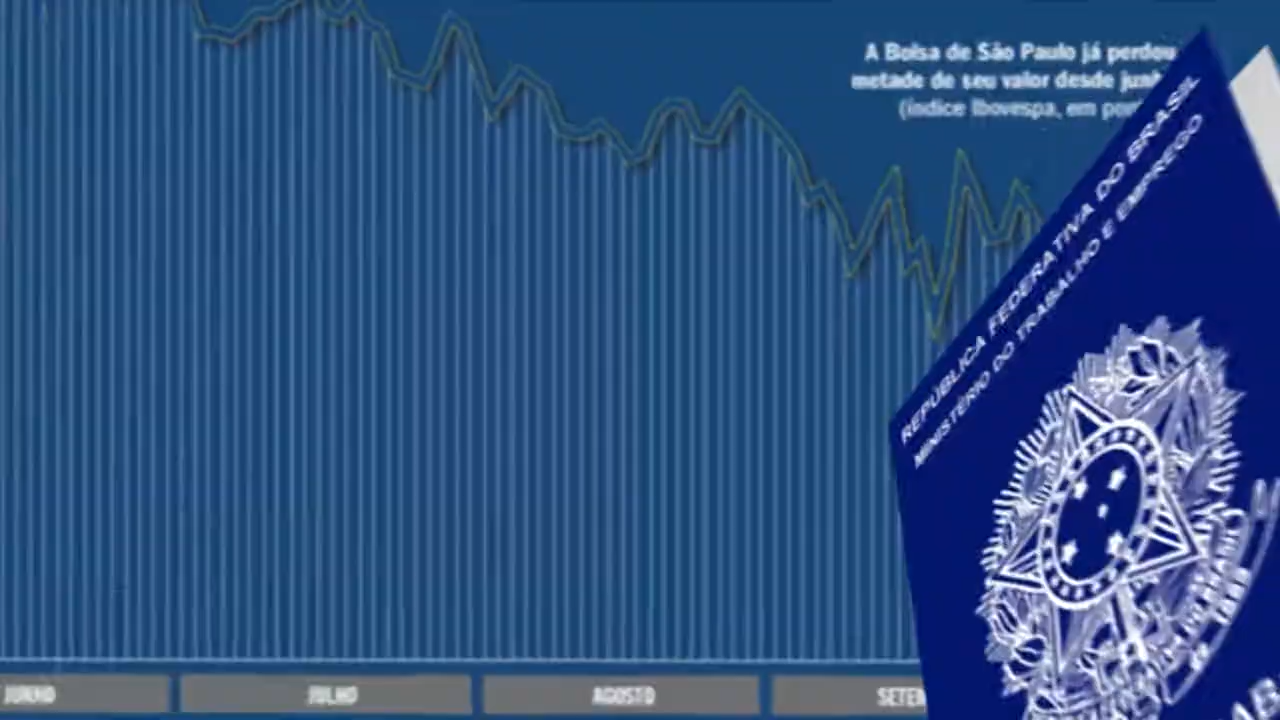 A Bolsa de São Paulo já perdeu
metade de seu valor desde
(índice Ibovespa, em
REPÚBLICA FEDERATIVA DO BRASIL
MINISTÉRIO DO TRABALHO E EMPREGO
JUNHO
JULHO
AGOSTO